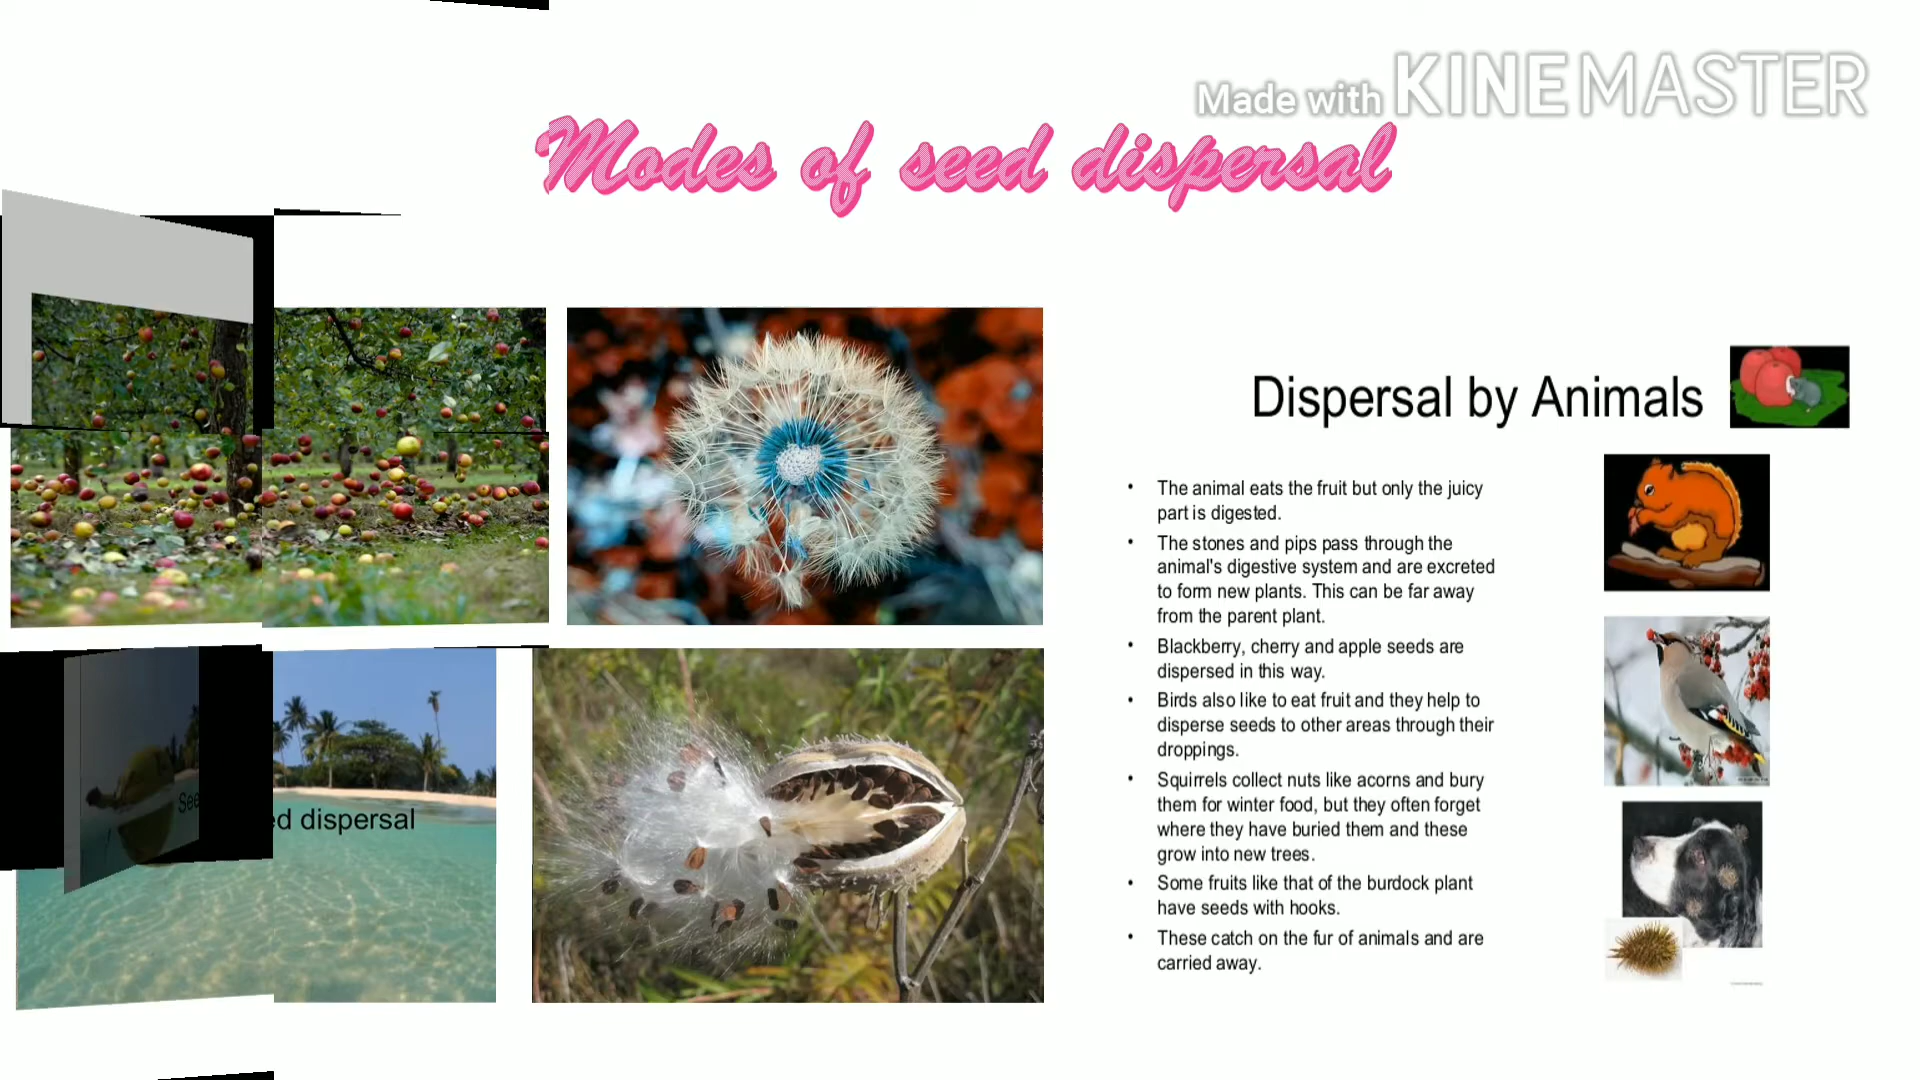 Made with KINEMASTER
Modes of seed dispersal
Dispersal by Animals
• The animal eats the fruit but only the juicy
part is digested.
• The stones and pips pass through the
animal's digestive system and are excreted
to form new plants. This can be far away
from the parent plant.
• Blackberry, cherry and apple seeds are
dispersed in this way.
• Birds also like to eat fruit and they help to
disperse seeds to other areas through their
droppings.
• Squirrels collect nuts like acorns and bury
them for winter food, but they often forget
where they have buried them and these
grow into new trees.
• Some fruits like that of the burdock plant
have seeds with hooks.
• These catch on the fur of animals and are
carried away.
See
ed dispersal